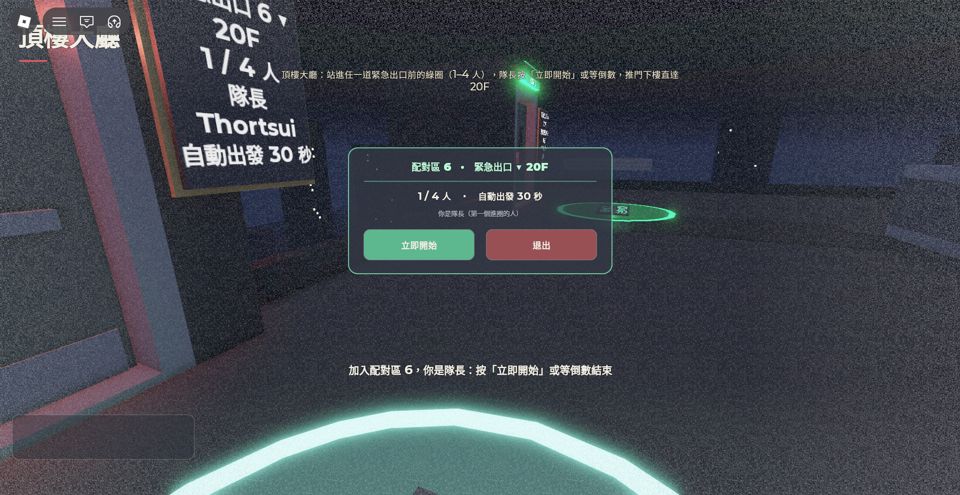 頂樓大廳
出口 6 ▼
20F
1 / 4 人
隊長
Thortsui
自動出發 30 秒
頂樓大廳：站進任一道緊急出口前的綠圈（1–4 人），隊長按「立即開始」或等倒數，推門下樓直達
20F
配對區 6 • 緊急出口 ▼ 20F
1 / 4 人 • 自動出發 30 秒
你是隊長（第一個進圈的人）
立即開始
退出
加入配對區 6，你是隊長：按「立即開始」或等倒數結束